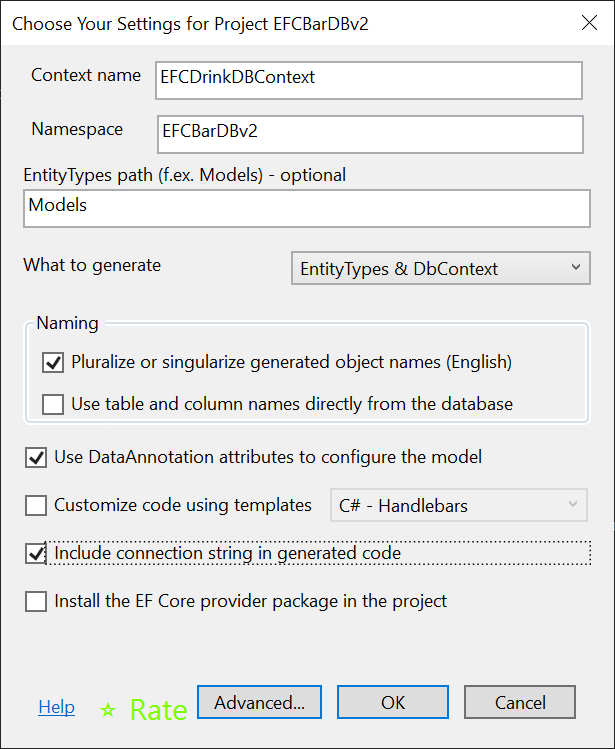 Choose Your Settings for Project EFCBarDBv2
Context name EFCDrinkDBContext
Namespace EFCBarDBv2
EntityTypes path (f.ex. Models) - optional
Models
What to generate EntityTypes & DbContext
Naming
Pluralize or singularize generated object names (English)
Use table and column names directly from the database
Use DataAnnotation attributes to configure the model
Customize code using templates C# - Handlebars
Include connection string in generated code
Install the EF Core provider package in the project
Help Rate Advanced... OK Cancel